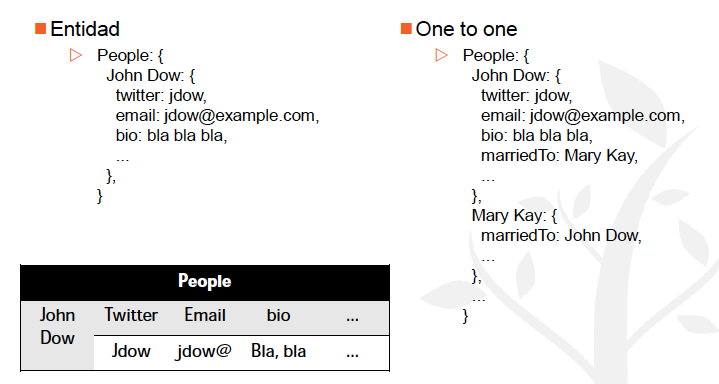 Entidad
People: {
John Dow: {
twitter: jdow,
email: jdow@example.com,
bio: bla bla bla,
...
},
}
People
John Dow
Twitter Email bio ...
Jdow jdow@ Bla, bla ...
One to one
People: {
John Dow: {
twitter: jdow,
email: jdow@example.com,
bio: bla bla bla,
marriedTo: Mary Kay,
...
},
Mary Kay: {
marriedTo: John Dow,
...
},
...
}